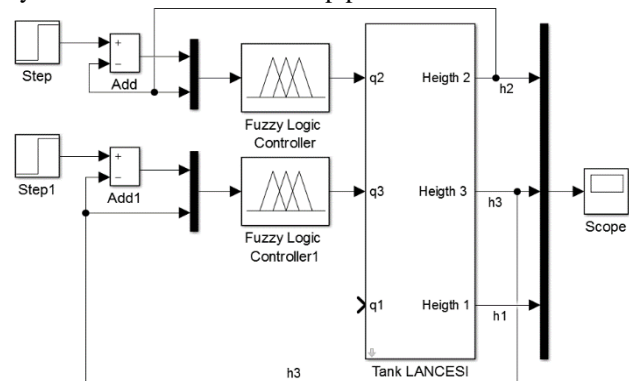 Step
+
−
Add
Fuzzy Logic
Controller
q2
Heigth 2
h2
Step1
+
−
Add1
Fuzzy Logic
Controller1
q3
Heigth 3
h3
Scope
q1
Heigth 1
h1
h3
Tank LANCESI